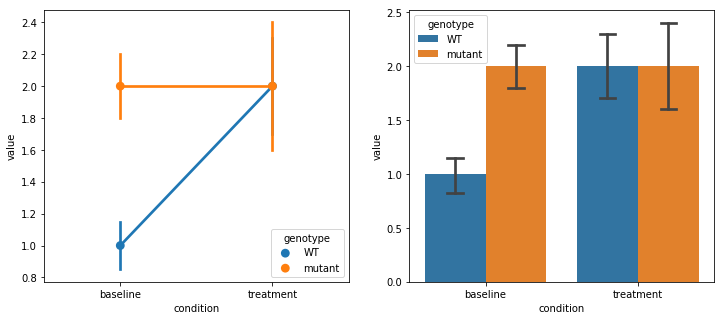 2.4
2.2
2.0
1.8
1.6
1.4
1.2
1.0
0.8
value
baseline
treatment
condition
genotype
WT
mutant
2.5
2.0
1.5
1.0
0.5
0.0
value
genotype
WT
mutant
baseline
treatment
condition